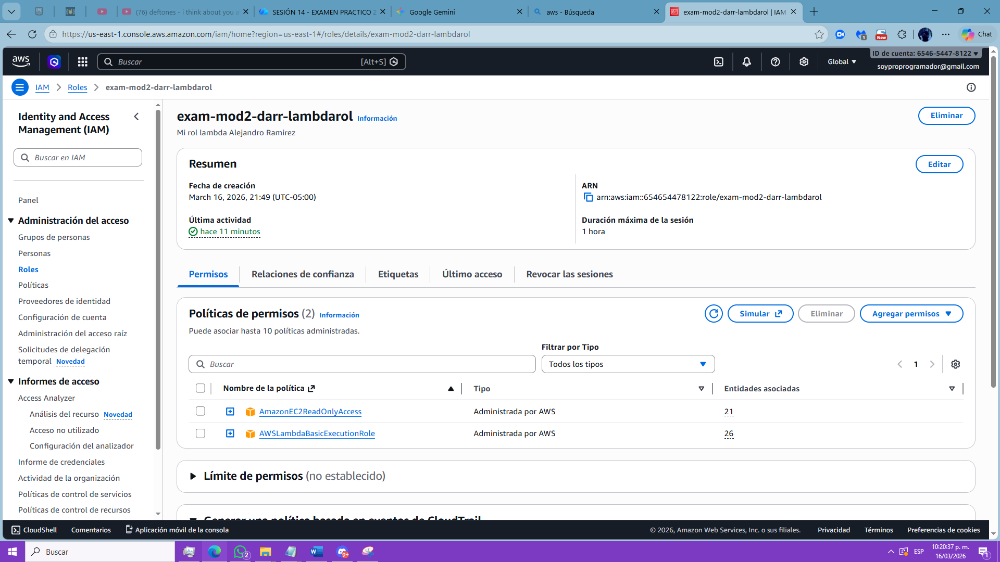 (76) deftones - i think about you a
SESIÓN 14 - EXAMEN PRACTICO 2
Google Gemini
aws - Búsqueda
exam-mod2-darr-lambdarol | IAM
https://us-east-1.console.aws.amazon.com/iam/home?region=us-east-1#/roles/details/exam-mod2-darr-lambdarol
1
New
Chat
aws
Buscar
[Alt+S]
Global
ID de cuenta: 6546-5447-8122
soyproprogramador@gmail.com
IAM
Roles
exam-mod2-darr-lambdarol
Identity and Access
Management (IAM)
Buscar en IAM
Panel
Administración del acceso
Grupos de personas
Personas
Roles
Políticas
Proveedores de identidad
Configuración de cuenta
Administración del acceso raíz
Solicitudes de delegación
temporal Novedad
Informes de acceso
Access Analyzer
Análisis del recurso Novedad
Acceso no utilizado
Configuración del analizador
Informe de credenciales
Actividad de la organización
Políticas de control de servicios
Políticas de control de recursos
exam-mod2-darr-lambdarol Información
Eliminar
Mi rol lambda Alejandro Ramirez
Resumen
Editar
Fecha de creación
March 16, 2026, 21:49 (UTC-05:00)
ARN
arn:aws:iam::654654478122:role/exam-mod2-darr-lambdarol
Última actividad
hace 11 minutos
Duración máxima de la sesión
1 hora
Permisos
Relaciones de confianza
Etiquetas
Último acceso
Revocar las sesiones
Políticas de permisos (2) Información
Simular
Eliminar
Agregar permisos
Puede asociar hasta 10 políticas administradas.
Filtrar por Tipo
Buscar
Todos los tipos
1
Nombre de la política
Tipo
Entidades asociadas
AmazonEC2ReadOnlyAccess
Administrada por AWS
21
AWSLambdaBasicExecutionRole
Administrada por AWS
26
Límite de permisos (no establecido)
Generar una política basada en eventos de CloudTrail
CloudShell
Comentarios
Aplicación móvil de la consola
© 2026, Amazon Web Services, Inc. o sus filiales.
Privacidad
Términos
Preferencias de cookies
Buscar
2
9+
ESP
10:20:37 p. m.
16/03/2026
1